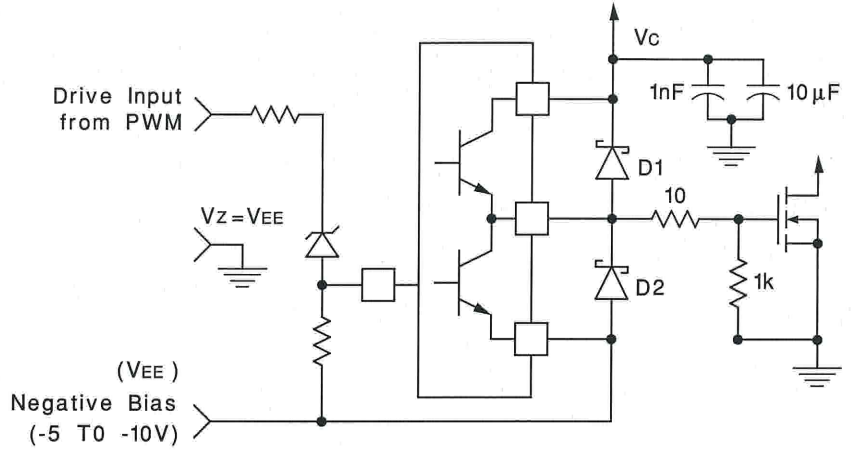 Vc
Drive Input
from PWM
1nF
10 µF
D1
VZ=VEE
10
D2
1k
(VEE )
Negative Bias
(-5 T0 -10V)